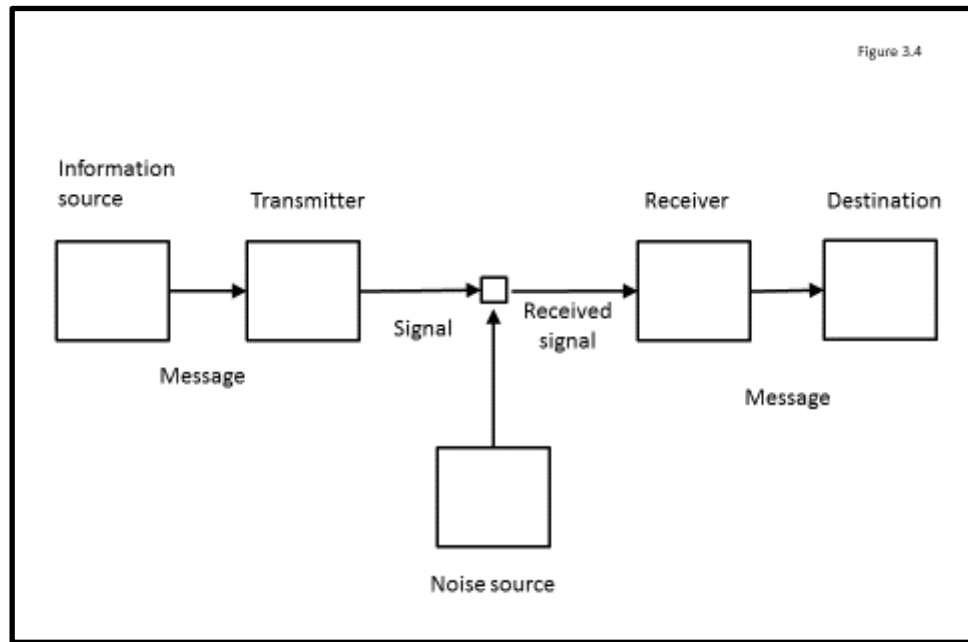 Figure 3.4
Information
source
Transmitter
Receiver
Destination
Signal
Received
signal
Message
Message
Noise source